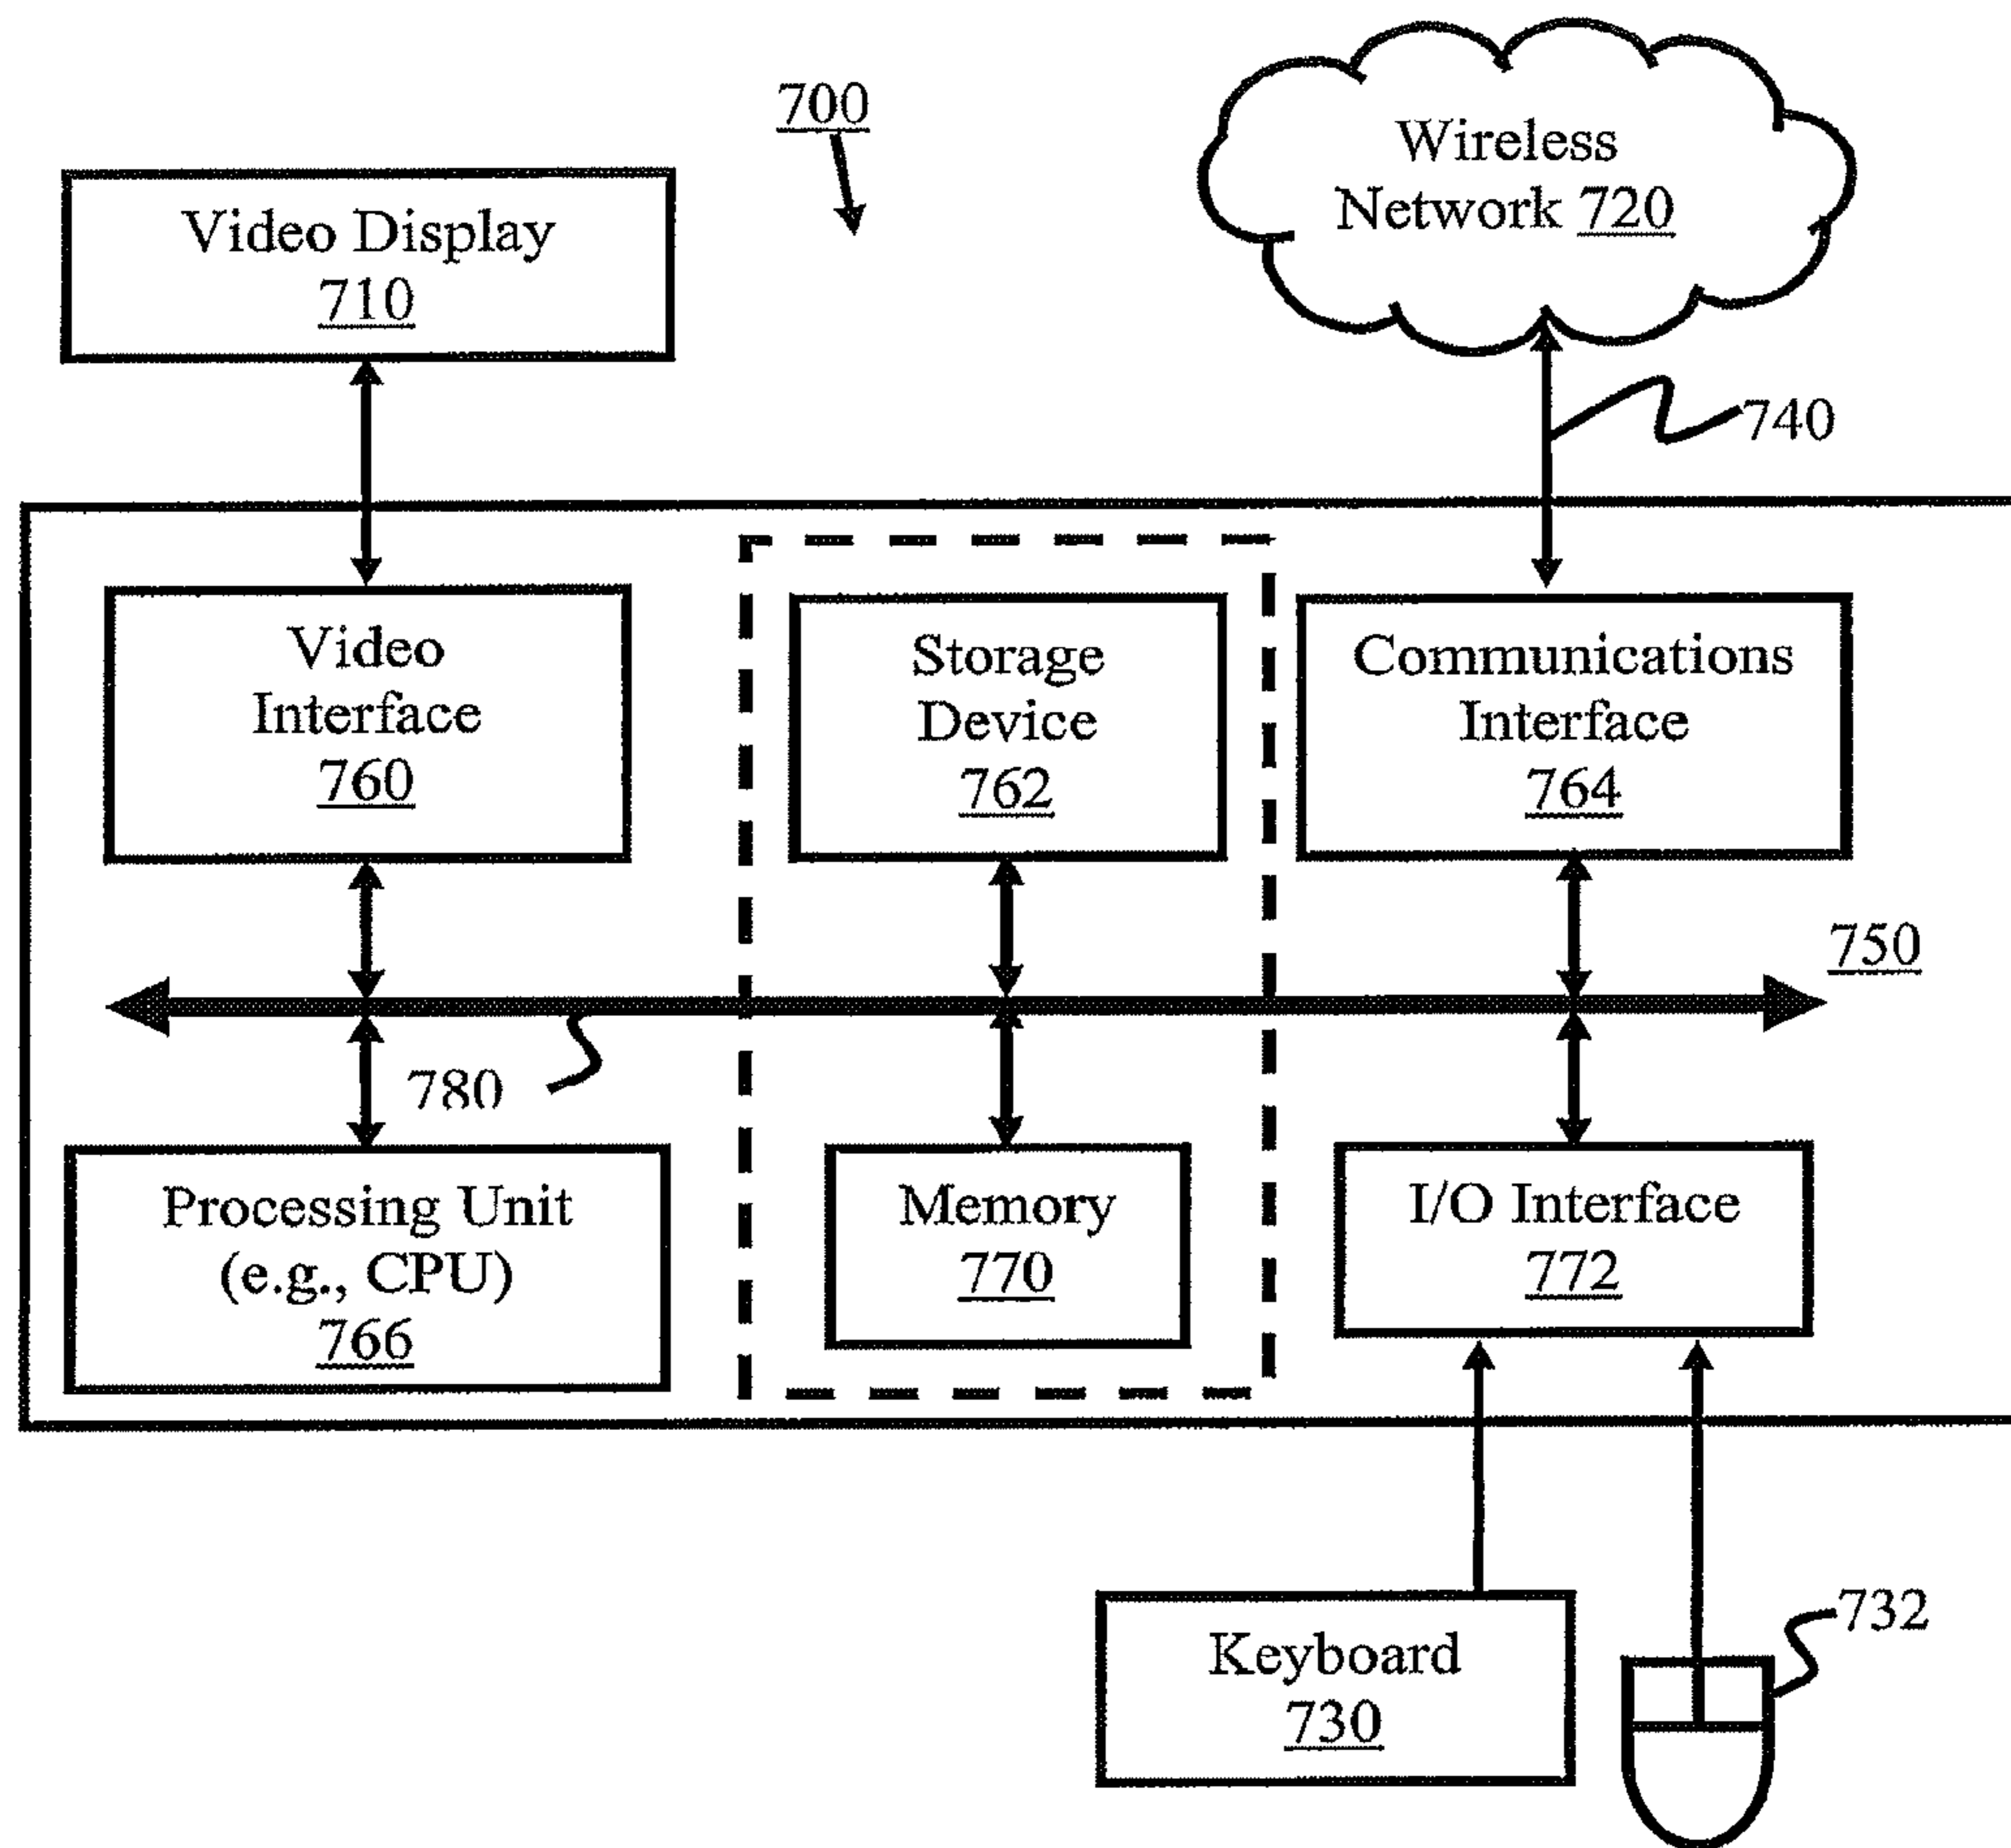 700
Wireless
Network 720
Video Display
710
740
Video
Interface
760
Storage
Device
762
Communications
Interface
764
750
780
Processing Unit
(e.g., CPU)
766
Memory
770
I/O Interface
772
Keyboard
730
732